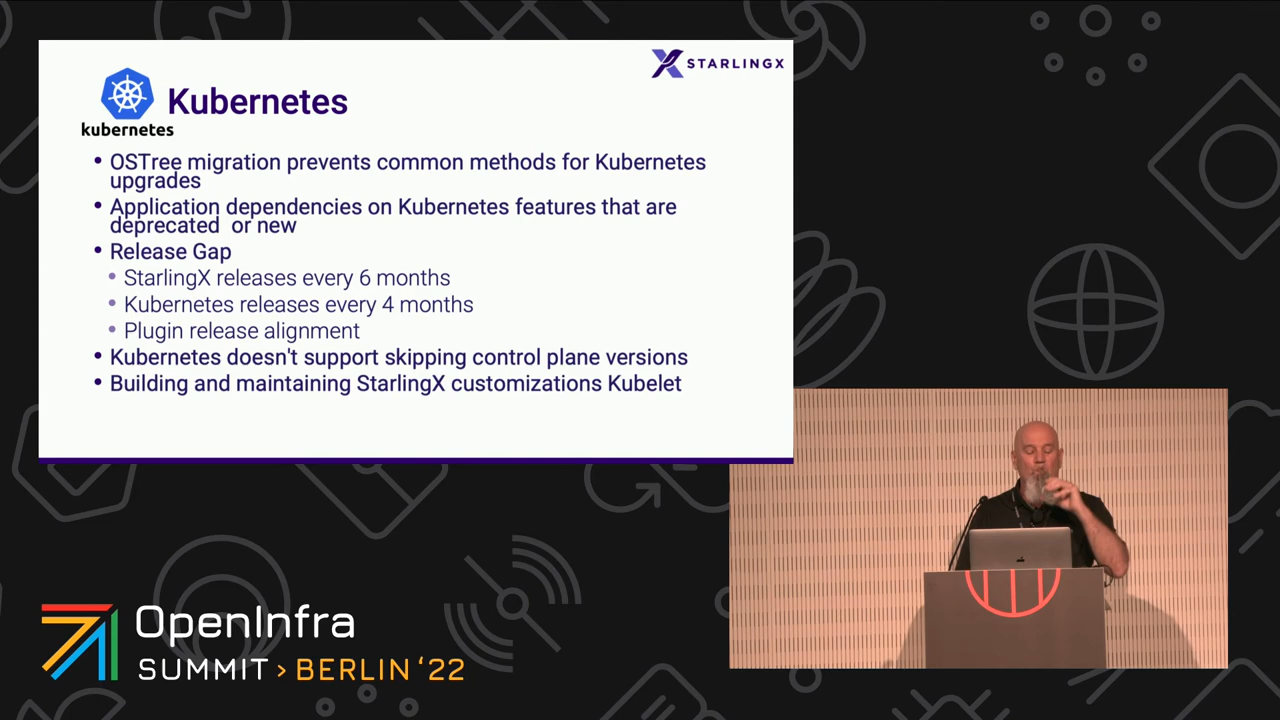 STARLINGX
kubernetes
Kubernetes
• OSTree migration prevents common methods for Kubernetes
upgrades
• Application dependencies on Kubernetes features that are
deprecated or new
• Release Gap
• StarlingX releases every 6 months
• Kubernetes releases every 4 months
• Plugin release alignment
• Kubernetes doesn't support skipping control plane versions
• Building and maintaining StarlingX customizations Kubelet
OpenInfra
SUMMIT > BERLIN ‘22